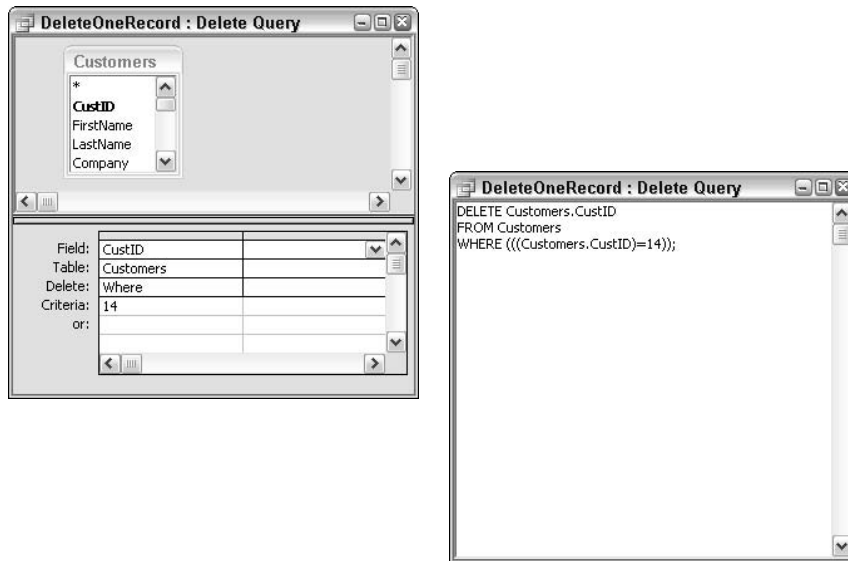 DeleteOneRecord : Delete Query
Customers
*
CustID
FirstName
LastName
Company
Field: CustID
Table: Customers
Delete: Where
Criteria: 14
or:
DeleteOneRecord : Delete Query
DELETE Customers.CustID
FROM Customers
WHERE (((Customers.CustID)=14));